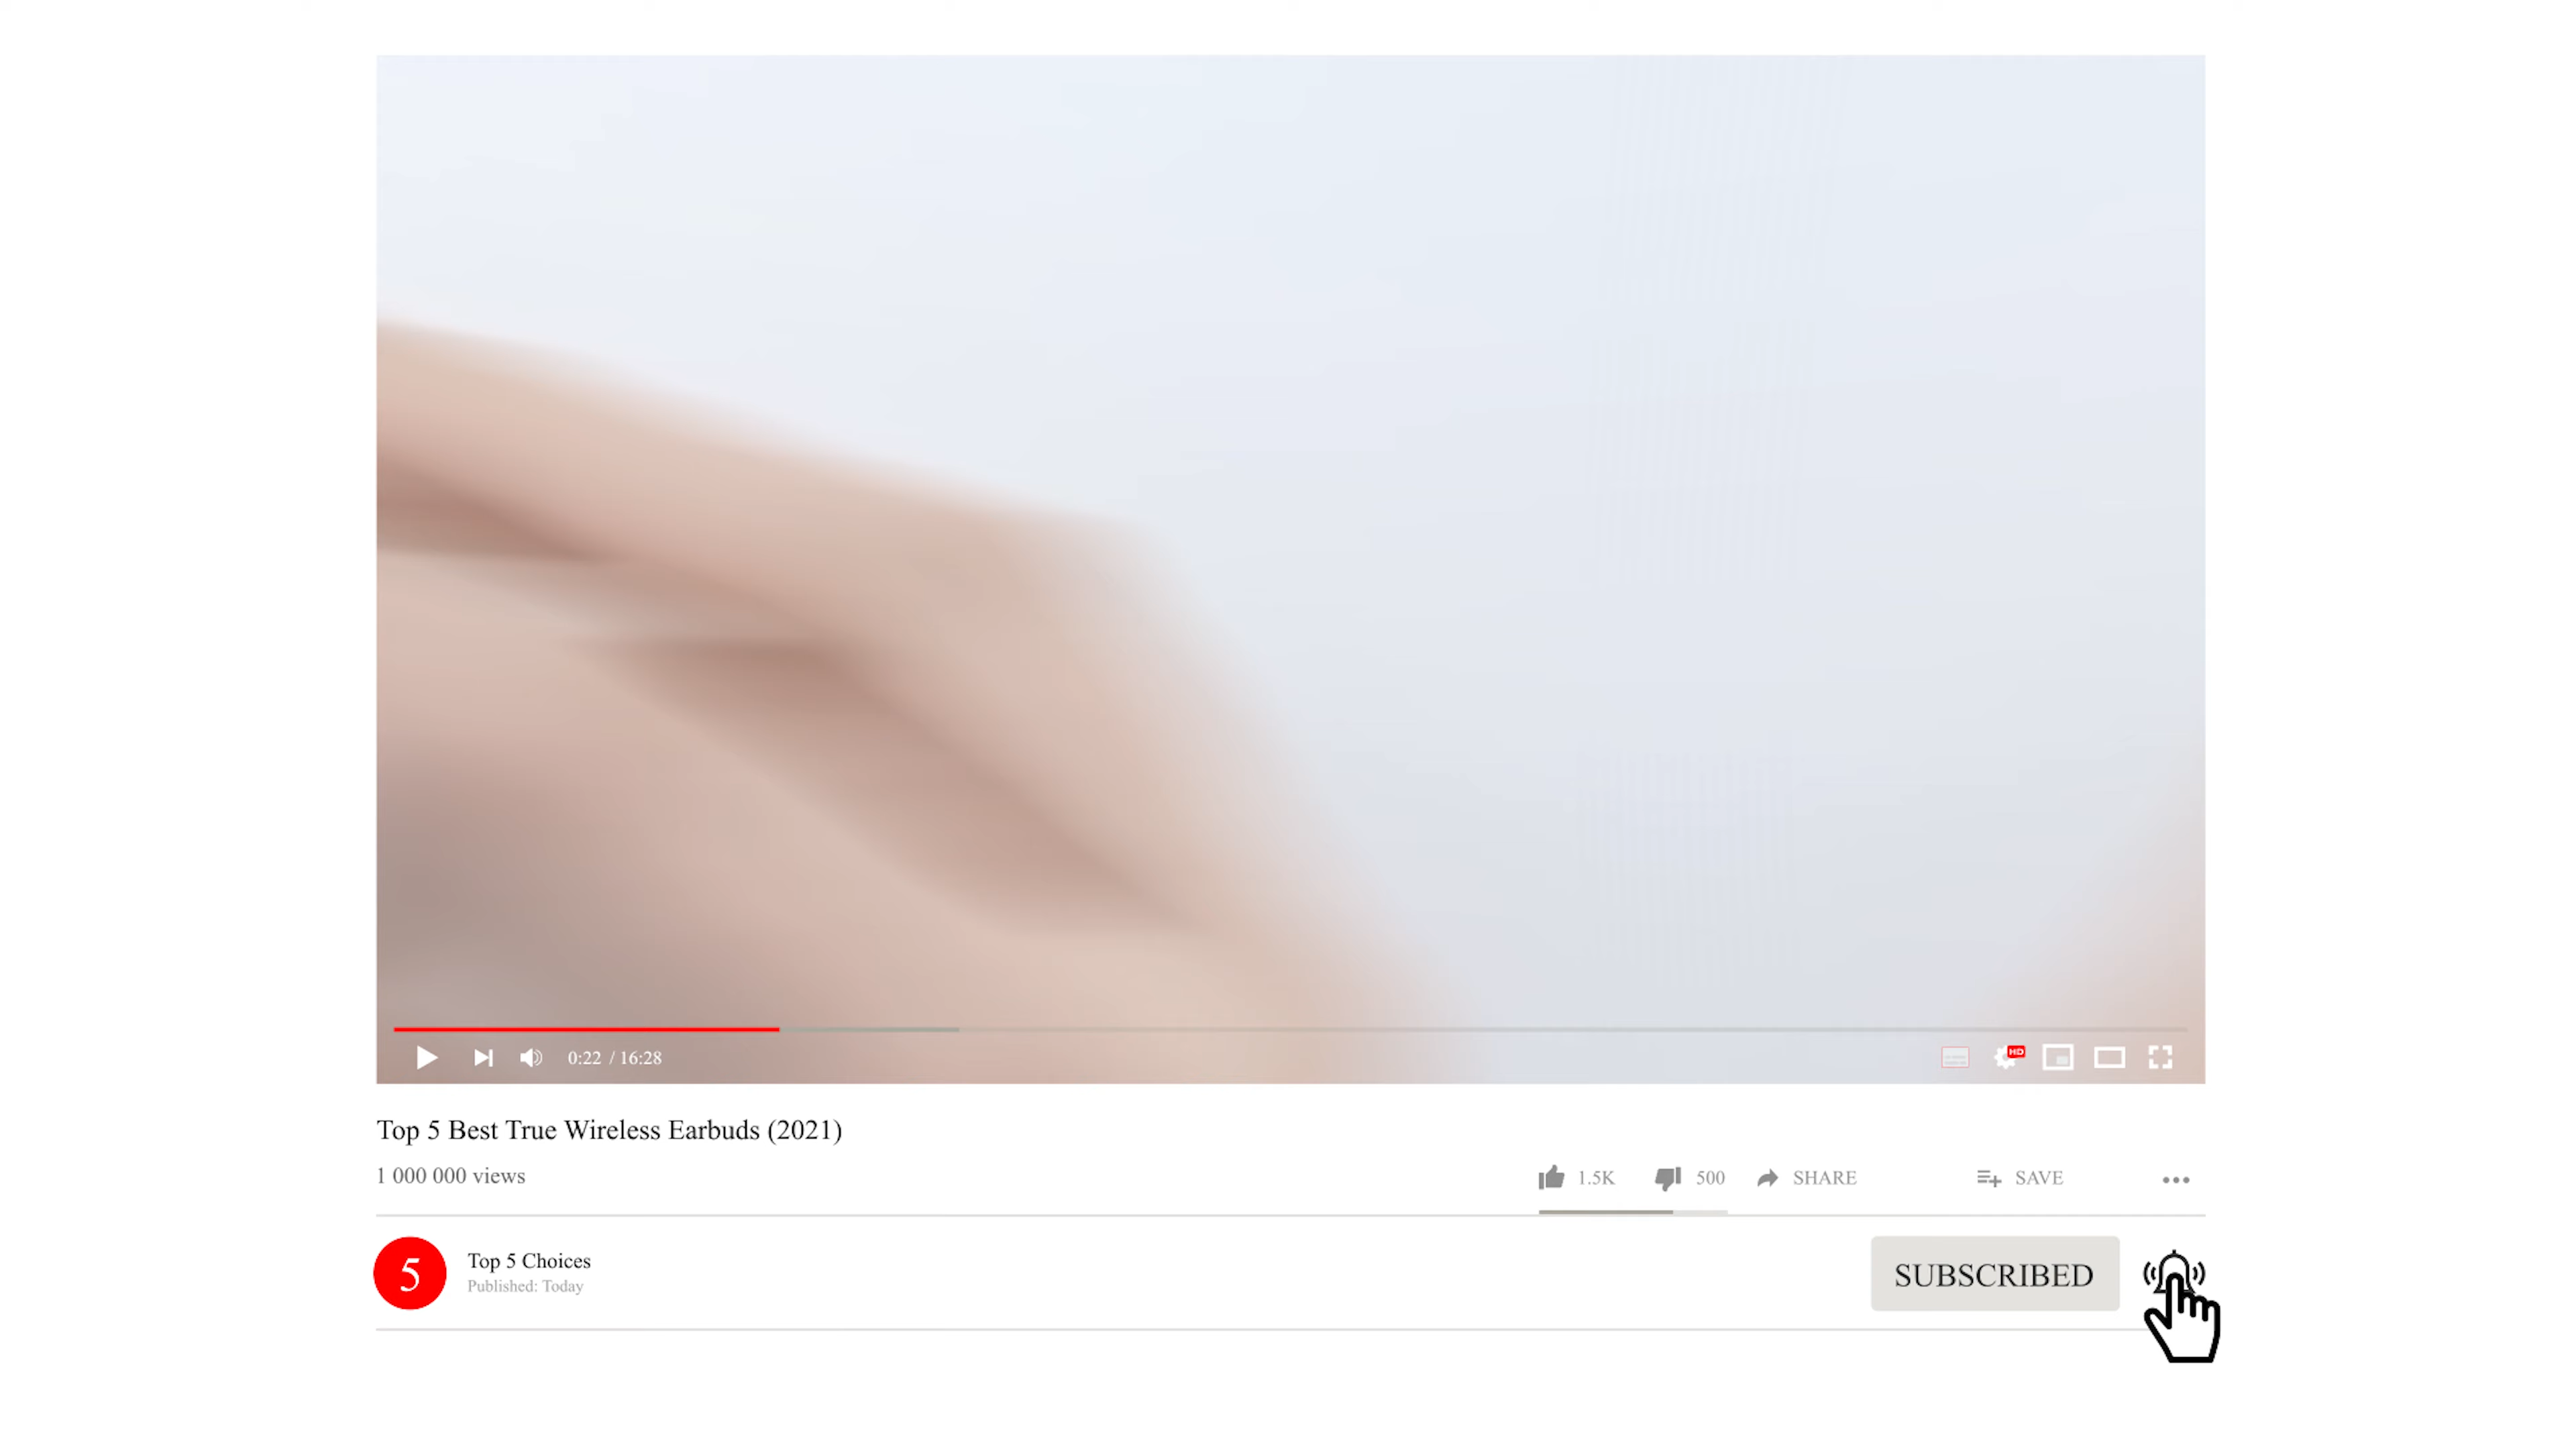 HD
0:22 / 16:28
Top 5 Best True Wireless Earbuds (2021)
1 000 000 views
1.5K 500 SHARE SAVE
5
Top 5 Choices
Published: Today
SUBSCRIBED